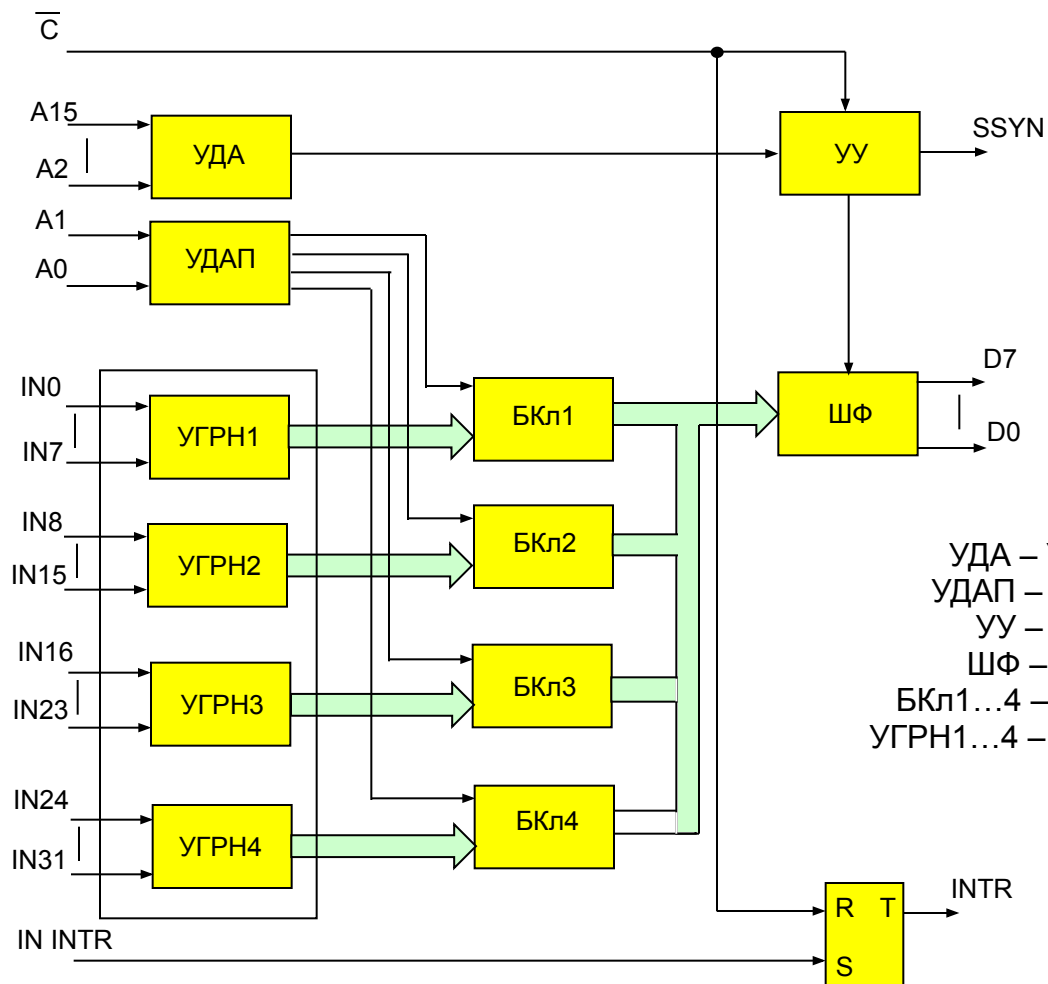 C
A15
A2
УДА
УУ
SSYN
A1
A0
УДАП
IN0
IN7
УГРН1
БКл1
ШФ
D7
D0
IN8
IN15
УГРН2
БКл2
IN16
IN23
УГРН3
БКл3
IN24
IN31
УГРН4
БКл4
УДА –
УДАП –
УУ –
ШФ –
БКл1…4 –
УГРН1…4 –
IN INTR
R T
S
INTR